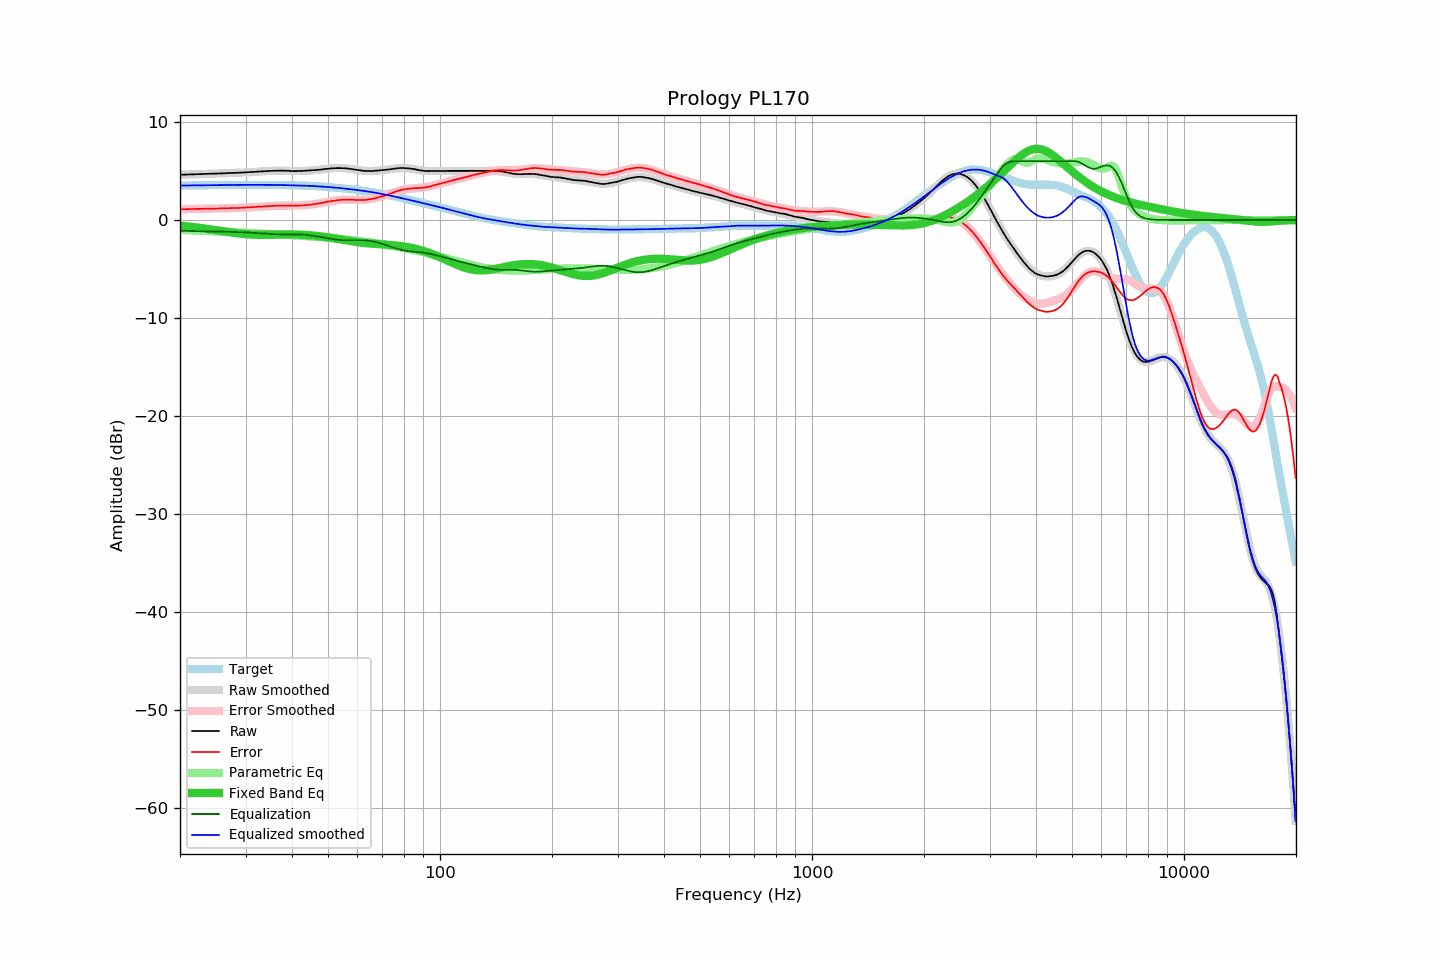 Prology PL170
10
0
−10
−20
−30
−40
−50
−60
Amplitude (dBr)
Target
Raw Smoothed
Error Smoothed
Raw
Error
Parametric Eq
Fixed Band Eq
Equalization
Equalized smoothed
100 1000 10000
Frequency (Hz)